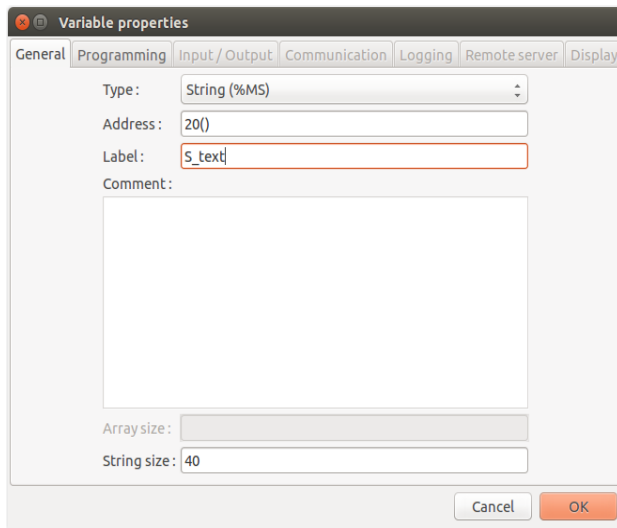 Variable properties
General Programming Input / Output Communication Logging Remote server Display
Type : String (%MS)
Address : 20()
Label : S_text
Comment :
Array size :
String size : 40
Cancel OK